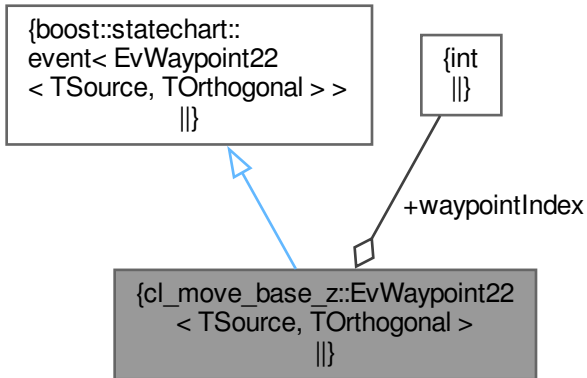 {boost::statechart::
event< EvWaypoint22
< TSource, TOrthogonal > >
||}
{int
||}
+waypointIndex
{cl_move_base_z::EvWaypoint22
< TSource, TOrthogonal >
||}